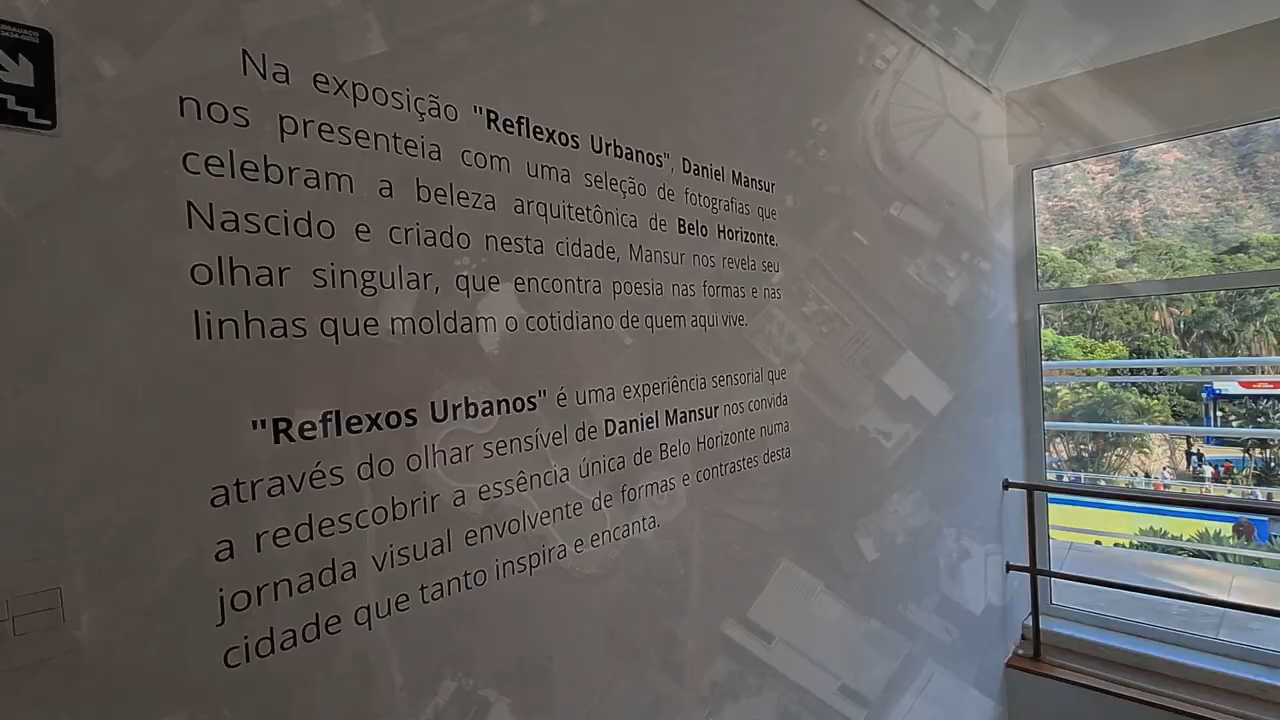 Na exposição "Reflexos Urbanos", Daniel Mansur
nos presenteia com uma seleção de fotografias que
celebram a beleza arquitetônica de Belo Horizonte.
Nascido e criado nesta cidade, Mansur nos revela seu
olhar singular, que encontra poesia nas formas e nas
linhas que moldam o cotidiano de quem aqui vive.
"Reflexos Urbanos" é uma experiência sensorial que
através do olhar sensível de Daniel Mansur nos convida
a redescobrir a essência única de Belo Horizonte numa
jornada visual envolvente de formas e contrastes desta
cidade que tanto inspira e encanta.